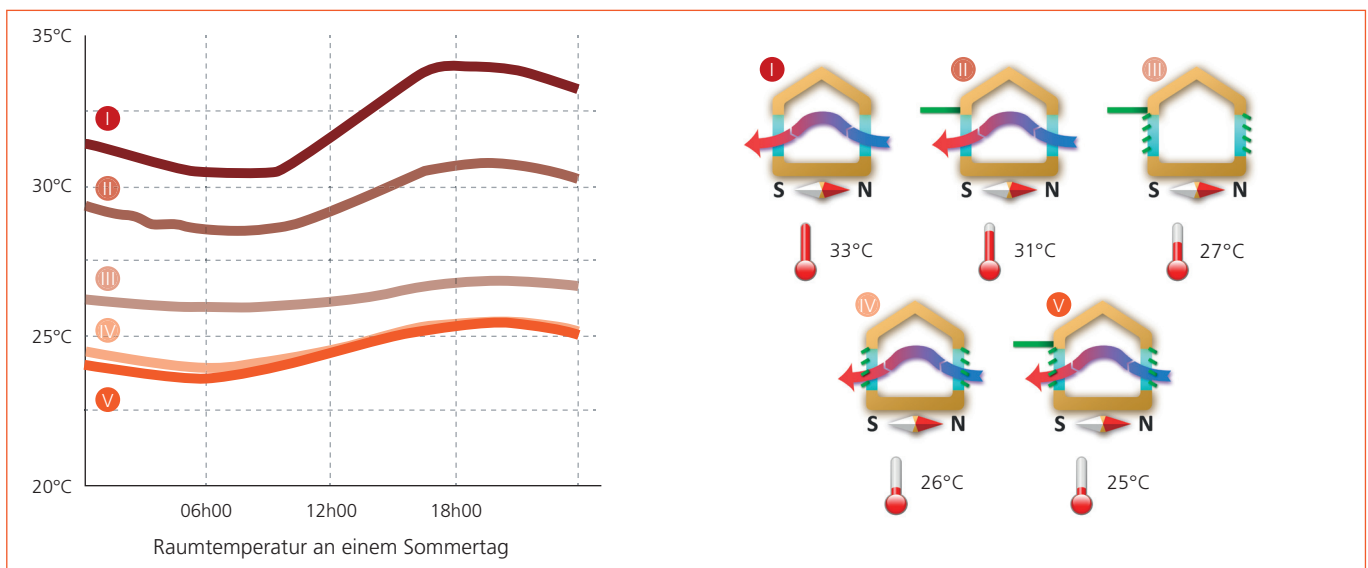 35°C
30°C
25°C
20°C
I
II
III
IV
V
06h00 12h00 18h00
Raumtemperatur an einem Sommertag
I II III
S N S N S N
33°C 31°C 27°C
IV V
S N S N
26°C 25°C